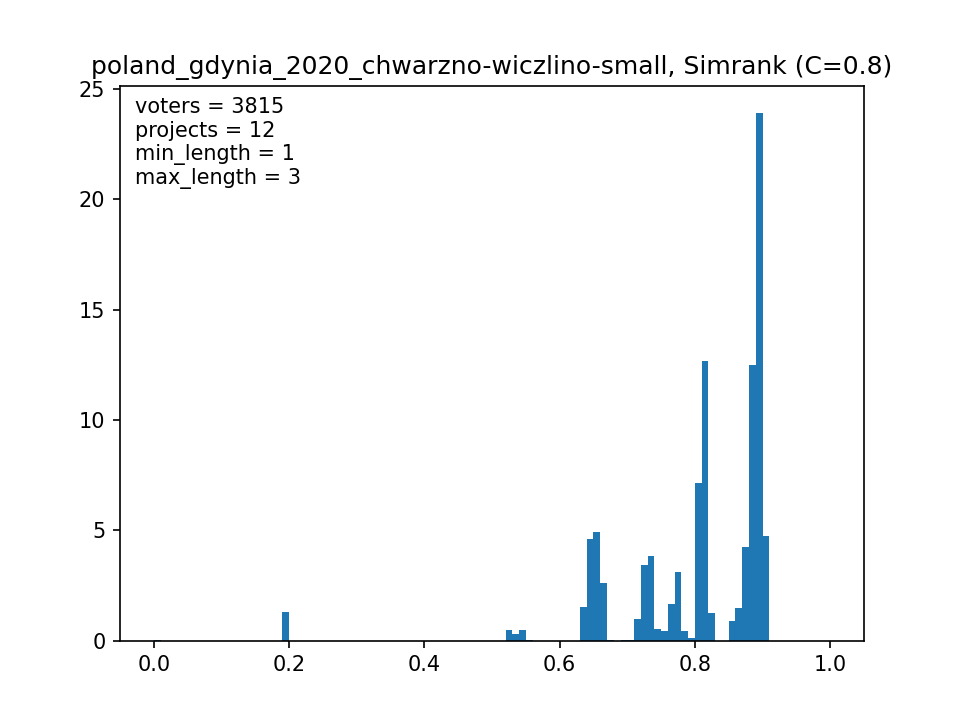 poland_gdynia_2020_chwarzno-wiczlino-small, Simrank (C=0.8)
voters = 3815
projects = 12
min_length = 1
max_length = 3
25
20
15
10
5
0
0.0 0.2 0.4 0.6 0.8 1.0